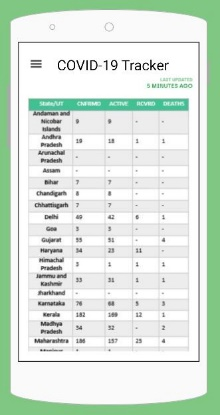 COVID-19 Tracker
LAST UPDATED
5 MINUTES AGO
State/UT CNFRMD ACTIVE RCVRD DEATHS
Andaman and
Nicobar
Islands
9 9 - -
Andhra
Pradesh
19 18 1 1
Arunachal
Pradesh
- - - -
Assam - - - -
Bihar 7 7 - -
Chandigarh 8 8 - -
Chhattisgarh 7 7 - -
Delhi 49 42 6 1
Goa 3 3 - -
Gujarat 55 51 - 4
Haryana 34 23 11 -
Himachal
Pradesh
3 1 1 1
Jammu and
Kashmir
33 31 1 1
Jharkhand - - - -
Karnataka 76 68 5 3
Kerala 182 169 12 1
Madhya
Pradesh
34 32 - 2
Maharashtra 186 157 25 4